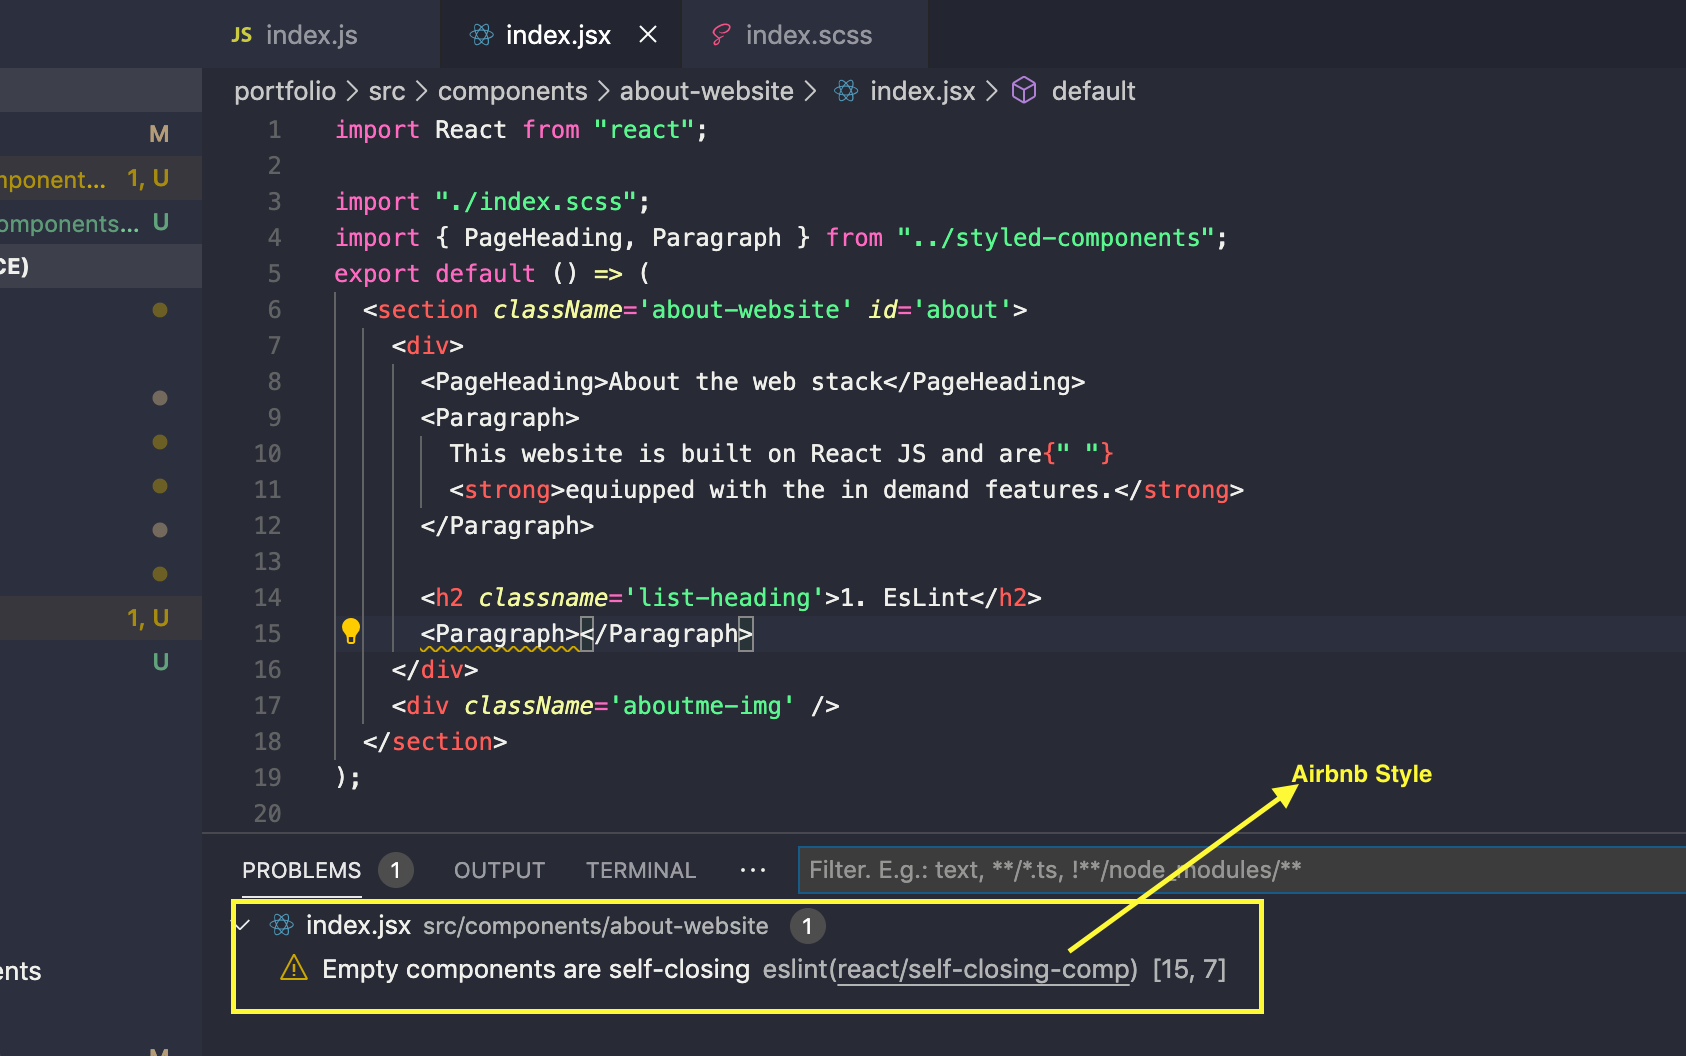 JS index.js
index.jsx
index.scss
portfolio > src > components > about-website > index.jsx > default
M
mponent... 1, U
omponents... U
CE)
1, U
U
ents
M
1 import React from "react";
2
3 import "./index.scss";
4 import { PageHeading, Paragraph } from "../styled-components";
5 export default () => (
6 <section className='about-website' id='about'>
7 <div>
8 <PageHeading>About the web stack</PageHeading>
9 <Paragraph>
10 This website is built on React JS and are{" "}
11 <strong>equiupped with the in demand features.</strong>
12 </Paragraph>
13
14 <h2 classname='list-heading'>1. EsLint</h2>
15 <Paragraph></Paragraph>
16 </div>
17 <div className='aboutme-img' />
18 </section>
19 );
20
Airbnb Style
PROBLEMS 1 OUTPUT TERMINAL ··· Filter. E.g.: text, **/*.ts, !**/node_modules/**
index.jsx src/components/about-website 1
Empty components are self-closing eslint(react/self-closing-comp) [15, 7]